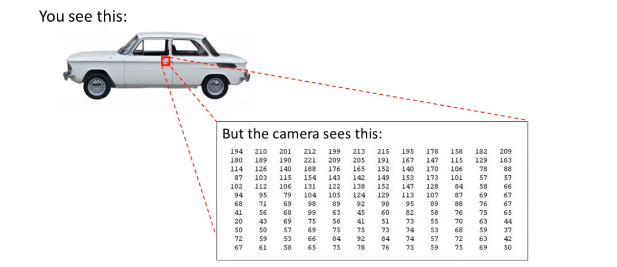 You see this:
But the camera sees this:
194 210 201 212 199 213 215 195 178 158 182 209
180 189 190 221 209 205 191 167 147 115 129 163
114 126 140 188 176 165 152 140 170 106 78 88
87 103 115 154 143 142 149 153 173 101 57 57
102 112 106 131 122 138 152 147 128 84 58 66
94 95 79 104 105 124 129 113 107 87 69 67
68 71 69 98 89 92 98 95 89 88 76 67
41 56 68 99 63 45 60 82 58 76 75 65
20 43 69 75 56 41 51 73 55 70 63 44
50 50 57 69 75 75 73 74 53 68 59 37
72 59 53 66 84 92 84 74 57 72 63 42
67 61 58 65 75 78 76 73 59 75 69 50